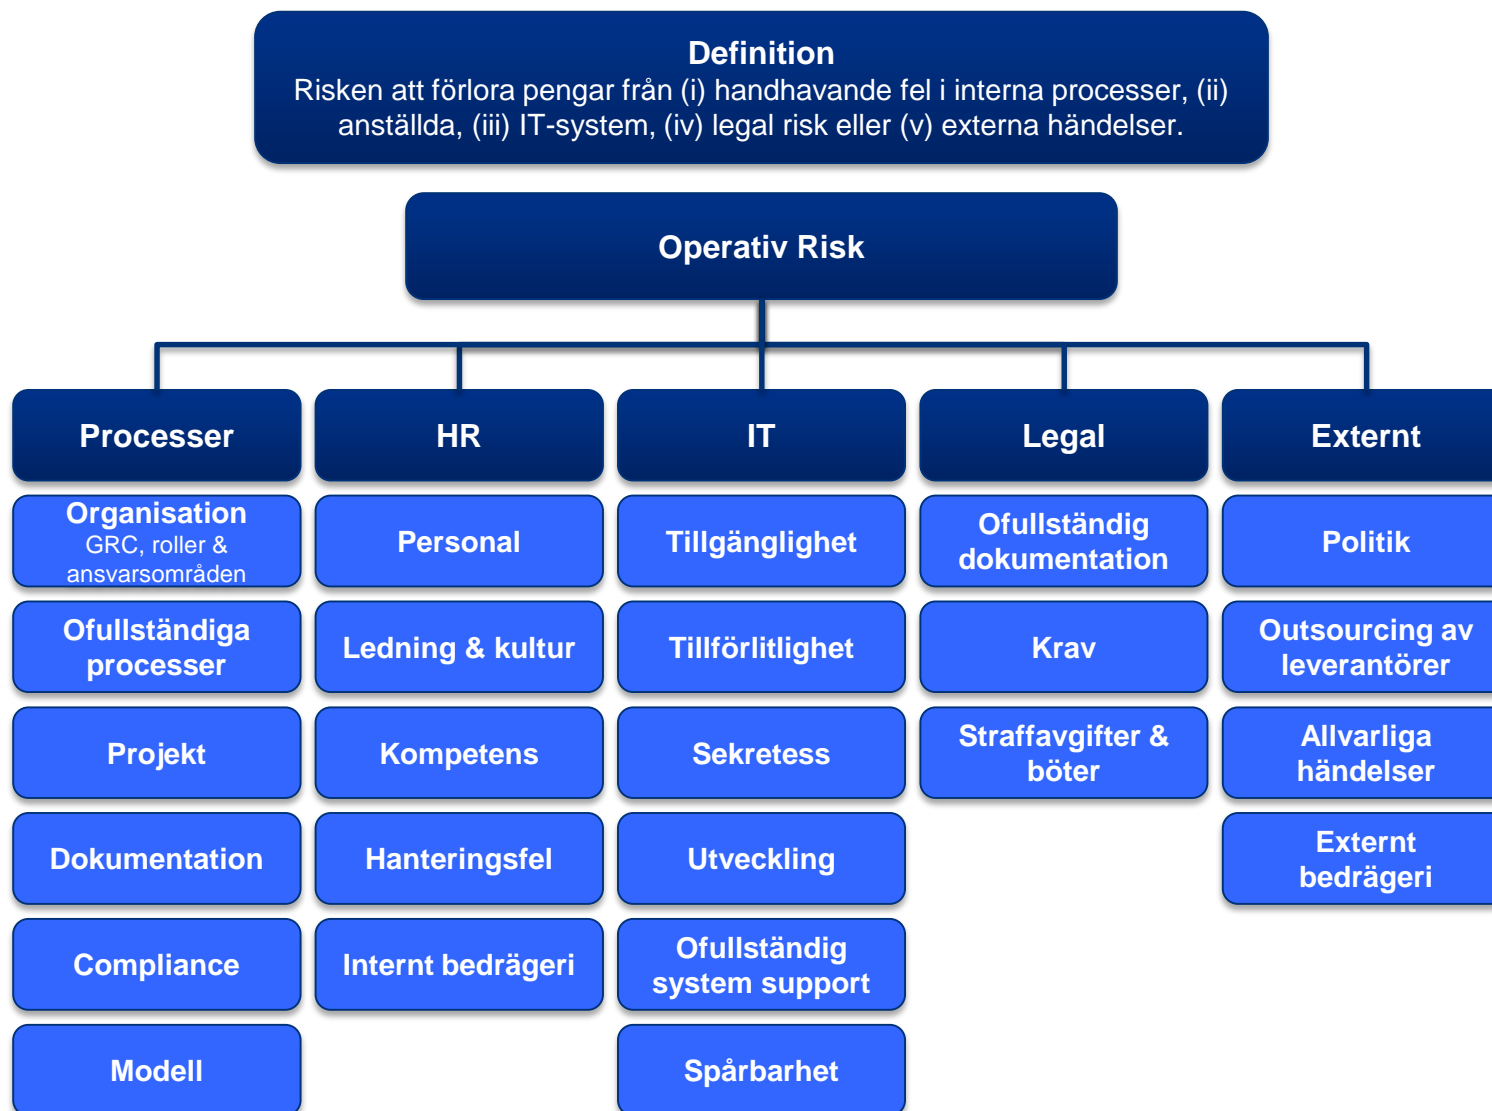 Definition
Risken att förlora pengar från (i) handhavande fel i interna processer, (ii)
anställda, (iii) IT-system, (iv) legal risk eller (v) externa händelser.
Operativ Risk
Processer
HR
IT
Legal
Externt
Organisation
GRC, roller &
ansvarsområden
Personal
Tillgänglighet
Ofullständig
dokumentation
Politik
Ofullständiga
processer
Ledning & kultur
Tillförlitlighet
Krav
Outsourcing av
leverantörer
Projekt
Kompetens
Sekretess
Straffavgifter &
böter
Allvarliga
händelser
Dokumentation
Hanteringsfel
Utveckling
Externt
bedrägeri
Compliance
Internt bedrägeri
Ofullständig
system support
Modell
Spårbarhet